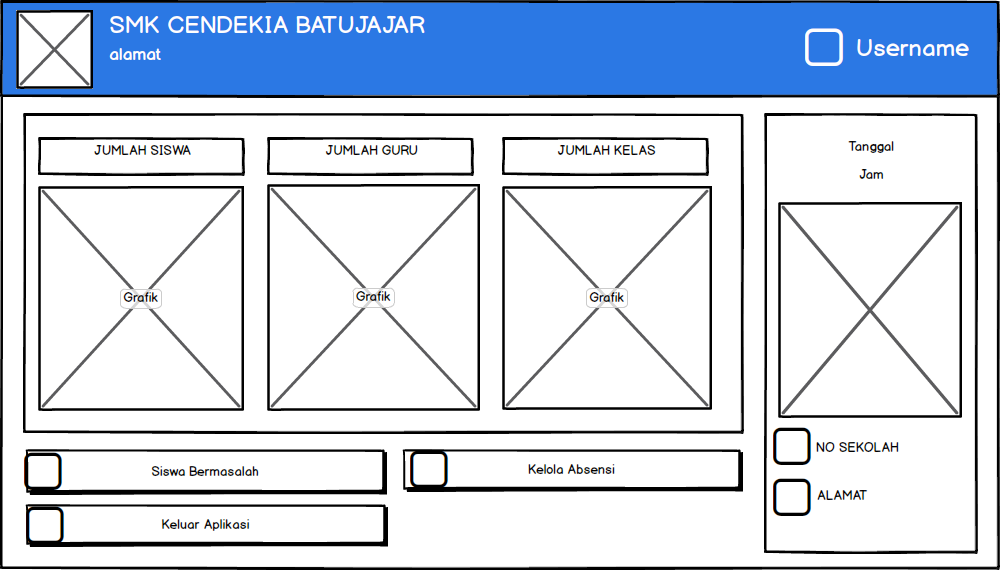 SMK CENDEKIA BATUJAJAR
alamat
Username
JUMLAH SISWA
JUMLAH GURU
JUMLAH KELAS
Grafik
Grafik
Grafik
Tanggal
Jam
NO SEKOLAH
ALAMAT
Siswa Bermasalah
Kelola Absensi
Keluar Aplikasi